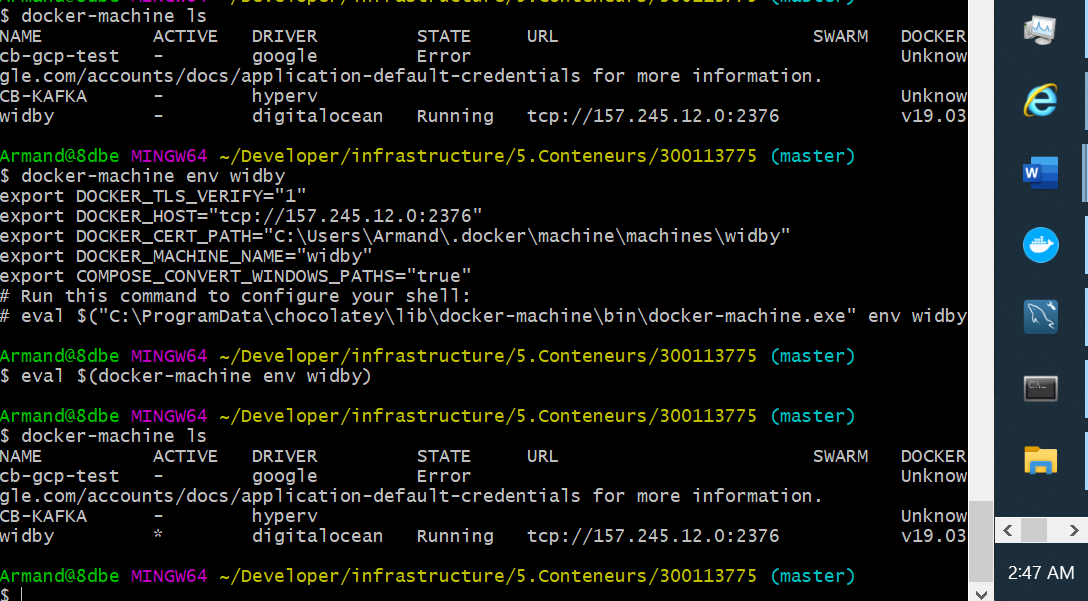 Armand@8dbe MINGW64 ~/Developer/infrastructure/5.Conteneurs/300113775 (master)
$ docker-machine ls
NAME ACTIVE DRIVER STATE URL SWARM DOCKER
cb-gcp-test - google Error Unknow
gle.com/accounts/docs/application-default-credentials for more information.
CB-KAFKA - hyperv Unknow
widby - digitalocean Running tcp://157.245.12.0:2376 v19.03
Armand@8dbe MINGW64 ~/Developer/infrastructure/5.Conteneurs/300113775 (master)
$ docker-machine env widby
export DOCKER_TLS_VERIFY="1"
export DOCKER_HOST="tcp://157.245.12.0:2376"
export DOCKER_CERT_PATH="C:\Users\Armand\.docker\machine\machines\widby"
export DOCKER_MACHINE_NAME="widby"
export COMPOSE_CONVERT_WINDOWS_PATHS="true"
# Run this command to configure your shell:
# eval $("C:\ProgramData\chocolatey\lib\docker-machine\bin\docker-machine.exe" env widby
Armand@8dbe MINGW64 ~/Developer/infrastructure/5.Conteneurs/300113775 (master)
$ eval $(docker-machine env widby)
Armand@8dbe MINGW64 ~/Developer/infrastructure/5.Conteneurs/300113775 (master)
$ docker-machine ls
NAME ACTIVE DRIVER STATE URL SWARM DOCKER
cb-gcp-test - google Error Unknow
gle.com/accounts/docs/application-default-credentials for more information.
CB-KAFKA - hyperv Unknow
widby * digitalocean Running tcp://157.245.12.0:2376 v19.03
Armand@8dbe MINGW64 ~/Developer/infrastructure/5.Conteneurs/300113775 (master)
$
W
C:\_
2:47 AM